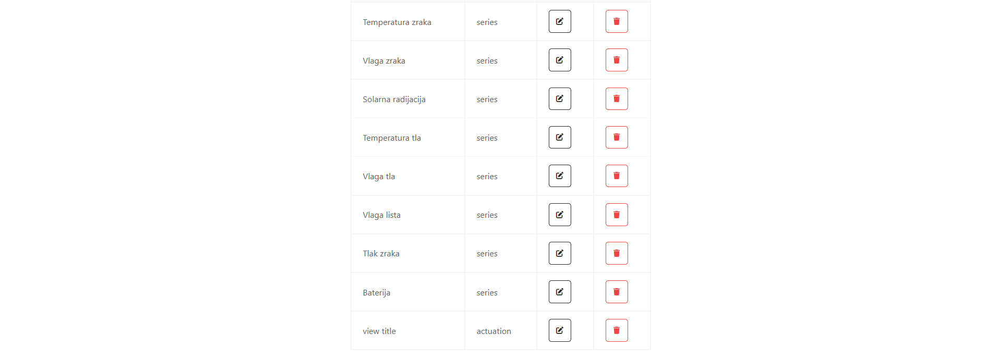 Temperatura zraka series
Vlaga zraka series
Solarna radijacija series
Temperatura tla series
Vlaga tla series
Vlaga lista series
Tlak zraka series
Baterija series
view title actuation